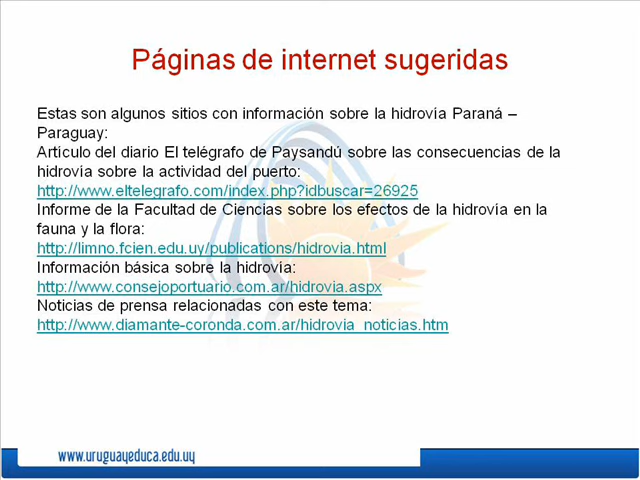 Páginas de internet sugeridas
Estas son algunos sitios con información sobre la hidrovía Paraná –
Paraguay:
Artículo del diario El telégrafo de Paysandú sobre las consecuencias de la
hidrovía sobre la actividad del puerto:
http://www.eltelegrafo.com/index.php?idbuscar=26925
Informe de la Facultad de Ciencias sobre los efectos de la hidrovía en la
fauna y la flora:
http://limno.fcien.edu.uy/publications/hidrovia.html
Información básica sobre la hidrovia:
http://www.consejoportuario.com.ar/hidrovia.aspx
Noticias de prensa relacionadas con este tema:
http://www.diamante-coronda.com.ar/hidrovia_noticias.htm
www.uruguayeduca.edu.uy